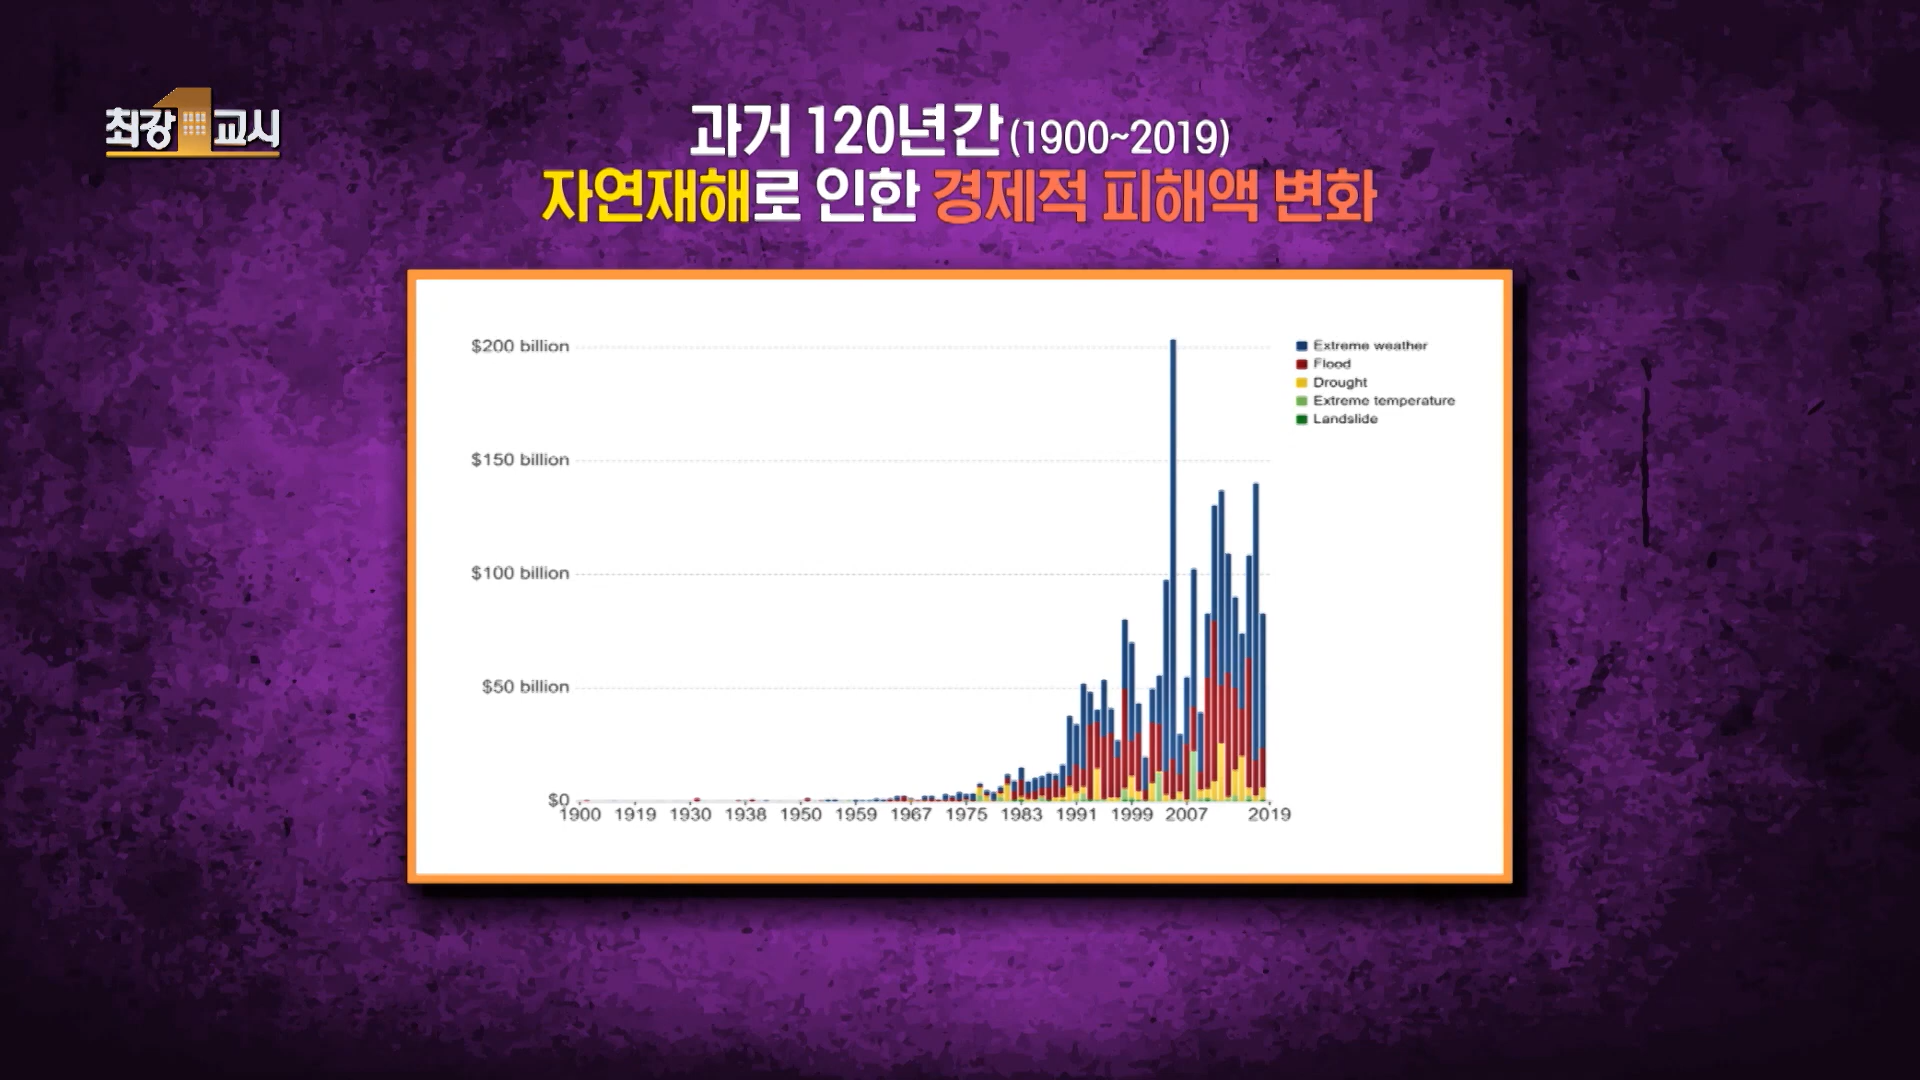 최강1교시
과거 120년간(1900~2019)
자연재해로 인한 경제적 피해액 변화
$200 billion
$150 billion
$100 billion
$50 billion
$0
1900 1919 1930 1938 1950 1959 1967 1975 1983 1991 1999 2007 2019
Extreme weather
Flood
Drought
Extreme temperature
Landslide